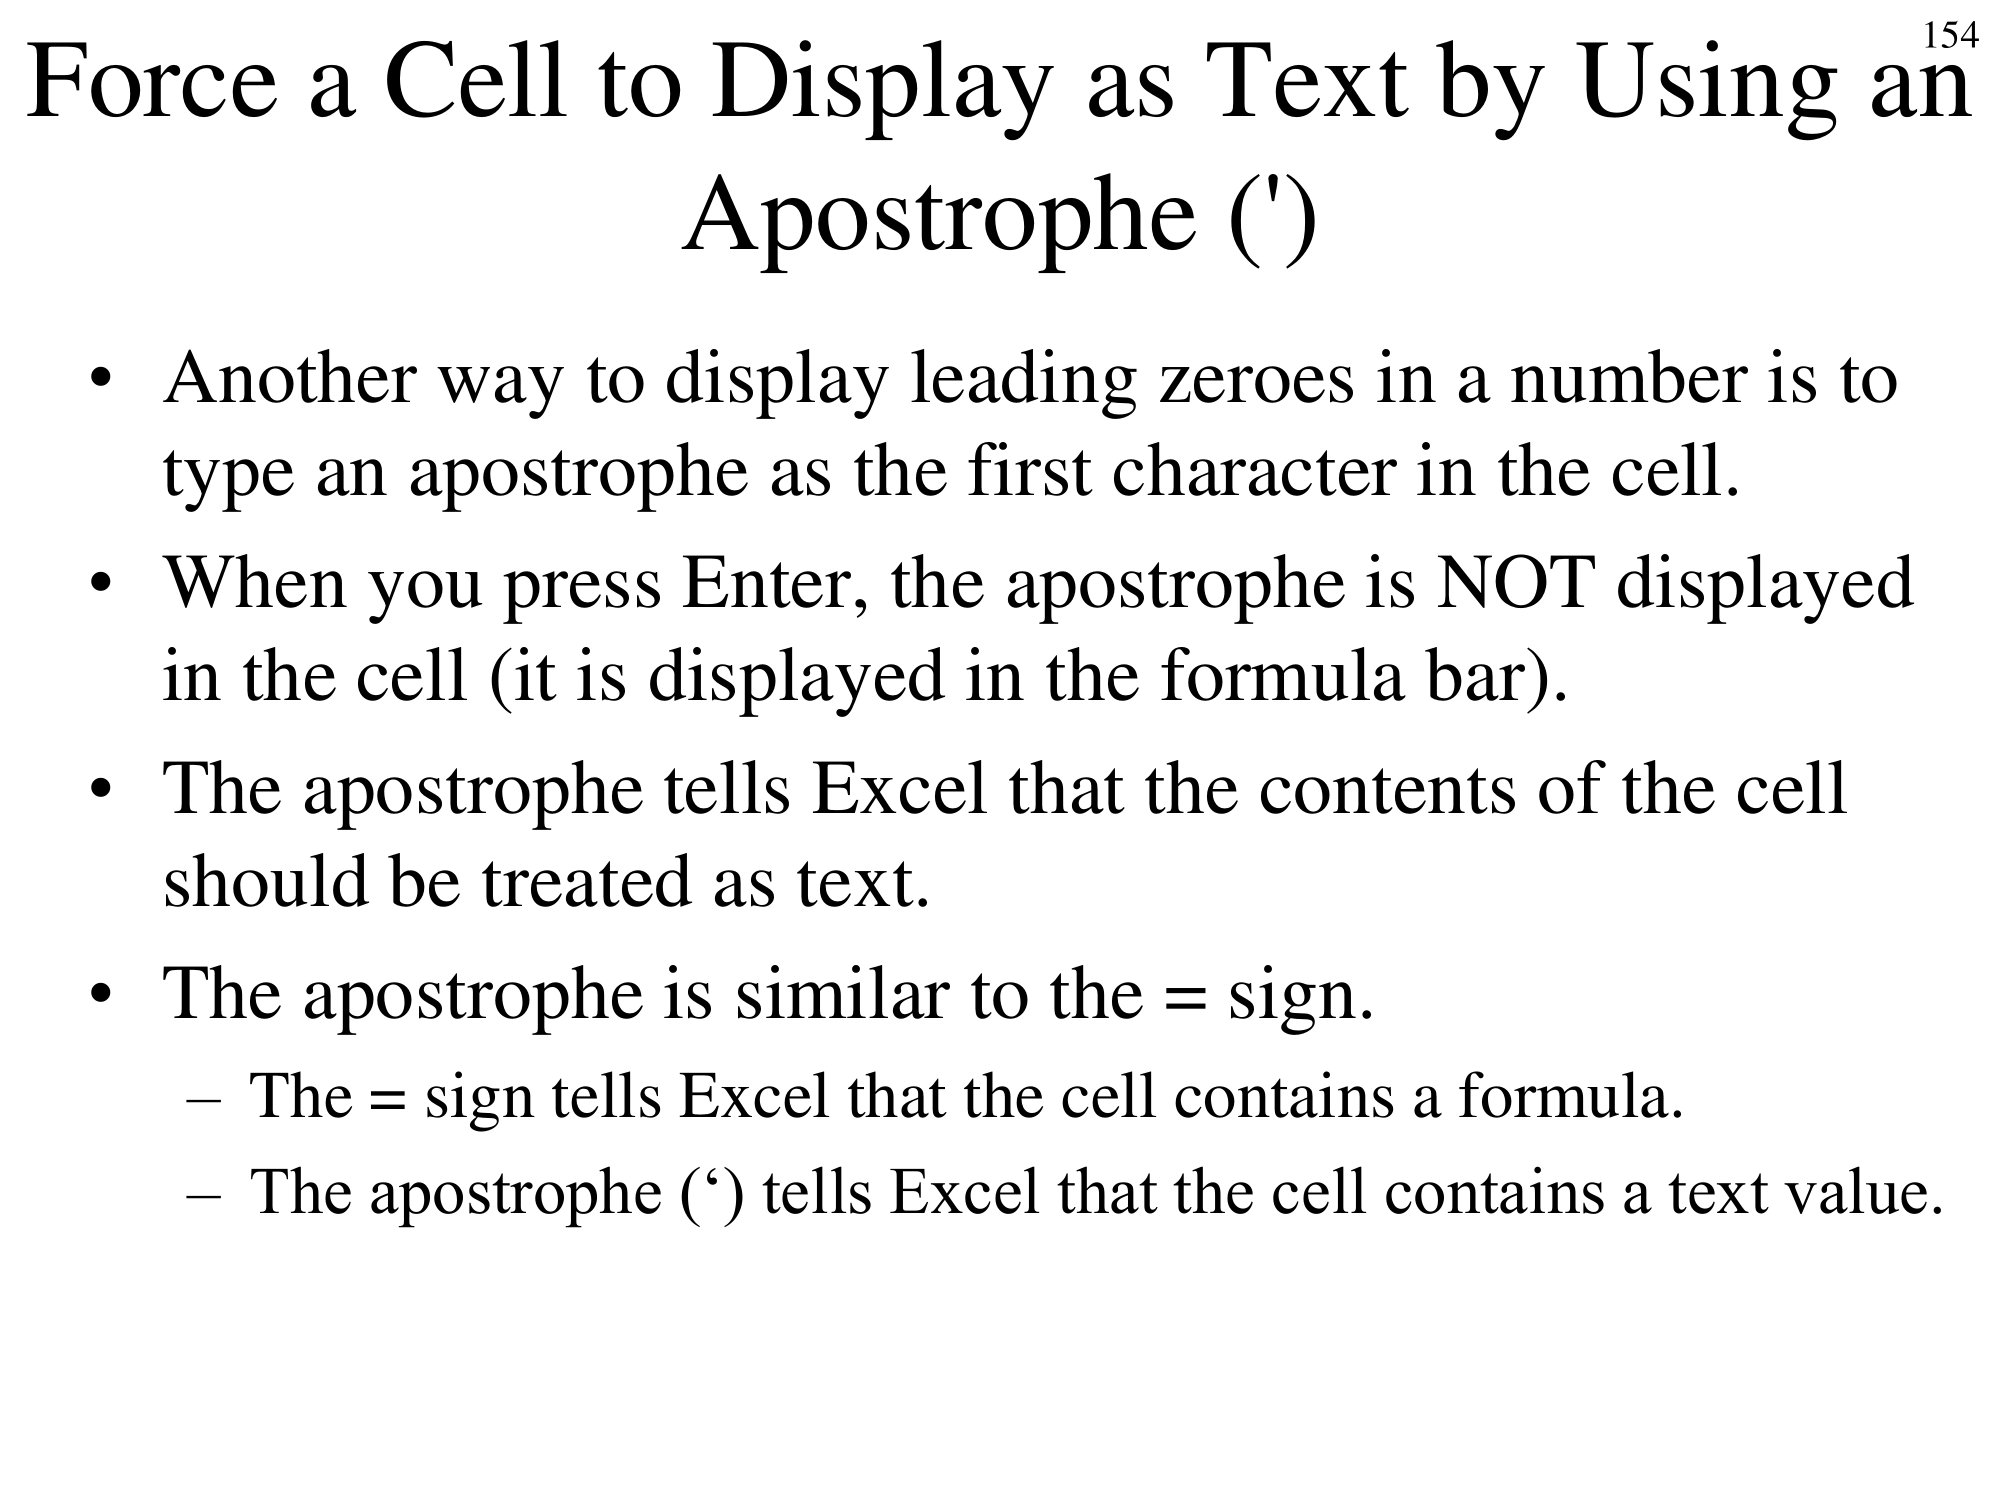 154
Force a Cell to Display as Text by Using an
Apostrophe (')
• Another way to display leading zeroes in a number is to
type an apostrophe as the first character in the cell.
• When you press Enter, the apostrophe is NOT displayed
in the cell (it is displayed in the formula bar).
• The apostrophe tells Excel that the contents of the cell
should be treated as text.
• The apostrophe is similar to the = sign.
– The = sign tells Excel that the cell contains a formula.
– The apostrophe (‘) tells Excel that the cell contains a text value.